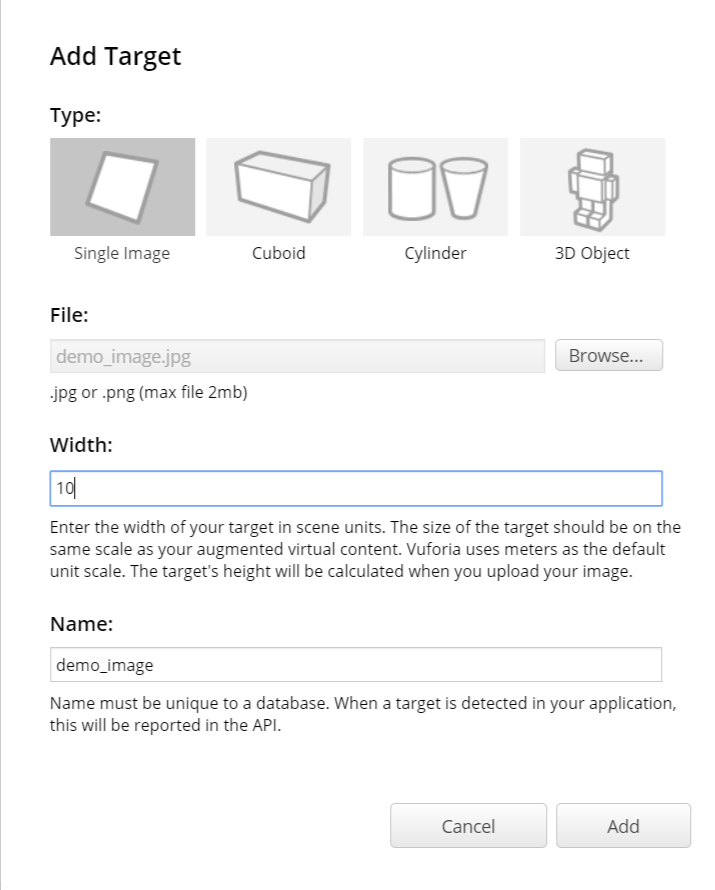 Add Target
Type:
Single Image
Cuboid
Cylinder
3D Object
File:
demo_image.jpg
Browse...
.jpg or .png (max file 2mb)
Width:
10
Enter the width of your target in scene units. The size of the target should be on the
same scale as your augmented virtual content. Vuforia uses meters as the default
unit scale. The target's height will be calculated when you upload your image.
Name:
demo_image
Name must be unique to a database. When a target is detected in your application,
this will be reported in the API.
Cancel
Add